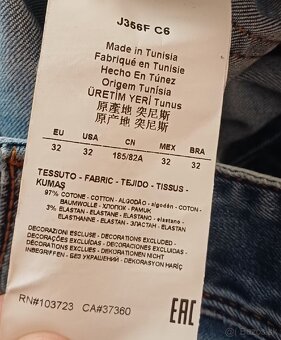 J356F C6
Made in Tunisia
Fabriqué en Tunisie
Hecho En Túnez
Origem Tunísia
ÜRETİM YERİ Tunus
原產地 突尼斯
原产地 突尼斯
EU USA CN MEX BRA
32 32 185/82A 32 32
TESSUTO - FABRIC - TEJIDO - TISSUS -
KUMAŞ
97% COTONE - COTTON - ALGODÓN - algodão - COTON -
BAUMWOLLE - ХЛОПОК - PAMUK
3% ELASTAN - ELASTANE - elastano -
ELASTHANNE - ELASTAN - ЭЛАСТАН - ELASTAN
DECORAZIONI ESCLUSE - DECORATIONS EXCLUDED -
DÉCORATIONS EXCLUES - DECORACIONES NO
INBEGRIFFEN - БЕЗ УКРАШЕНИЙ - DEKORASYON HARİÇ
RN#103723 CA#37360
EAC